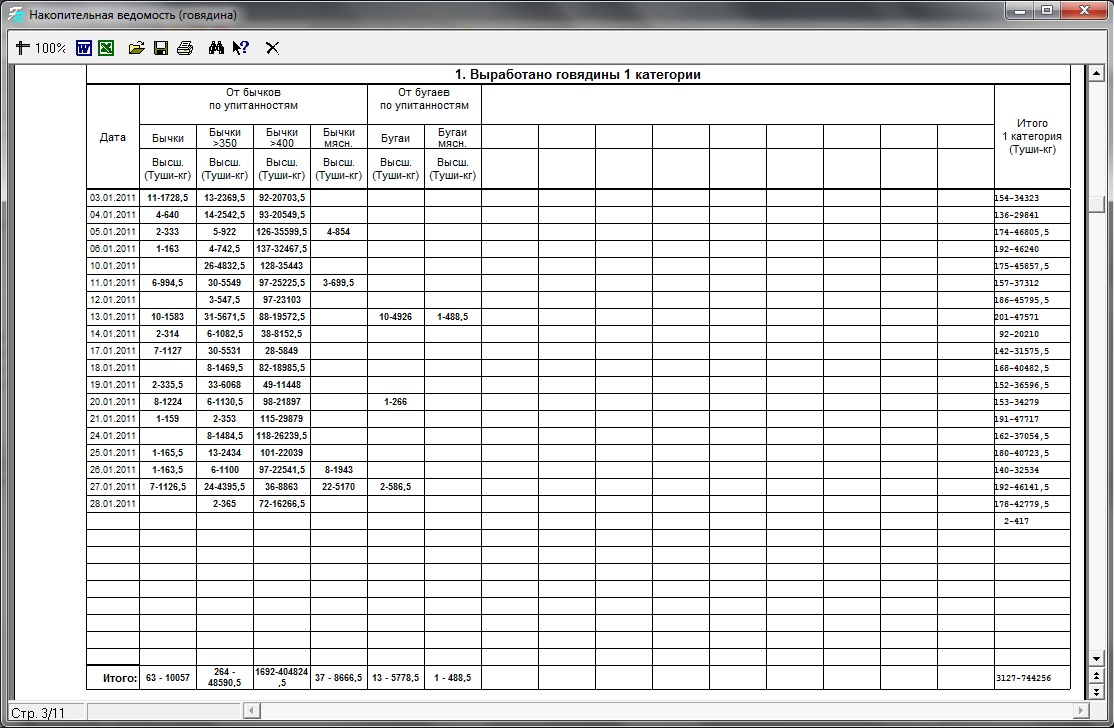 Накопительная ведомость (говядина)
100%
1. Выработано говядины 1 категории
Дата
От бычков
по упитанностям
От бугаев
по упитанностям
Итого
1 категория
(Туши-кг)
Бычки
Бычки
>350
Бычки
>400
Бычки
мясн.
Бугаи
Бугаи
мясн.
Высш.
(Туши-кг)
Высш.
(Туши-кг)
Высш.
(Туши-кг)
Высш.
(Туши-кг)
Высш.
(Туши-кг)
Высш.
(Туши-кг)
03.01.2011 11-1728,5 13-2369,5 92-20703,5 154-34323
04.01.2011 4-640 14-2542,5 93-20549,5 136-29841
05.01.2011 2-333 5-922 126-35599,5 4-854 174-46805,5
06.01.2011 1-163 4-742,5 137-32467,5 192-46240
10.01.2011 26-4832,5 128-35443 175-45857,5
11.01.2011 6-994,5 30-5549 97-25225,5 3-699,5 157-37312
12.01.2011 3-547,5 97-23103 186-45795,5
13.01.2011 10-1583 31-5671,5 88-19572,5 10-4926 1-488,5 201-47571
14.01.2011 2-314 6-1082,5 38-8152,5 92-20210
17.01.2011 7-1127 30-5531 28-5849 142-31575,5
18.01.2011 8-1469,5 82-18985,5 168-40482,5
19.01.2011 2-335,5 33-6068 49-11448 152-36596,5
20.01.2011 8-1224 6-1130,5 98-21897 1-266 153-34279
21.01.2011 1-159 2-353 115-29879 191-47717
24.01.2011 8-1484,5 118-26239,5 162-37054,5
25.01.2011 1-165,5 13-2434 101-22039 180-40723,5
26.01.2011 1-163,5 6-1100 97-22541,5 8-1943 140-32534
27.01.2011 7-1126,5 24-4395,5 36-8863 22-5170 2-586,5 192-46141,5
28.01.2011 2-365 72-16266,5 178-42779,5
2-417
Итого: 63 - 10057 264 - 48590,5 1692-404824,5 37 - 8666,5 13 - 5778,5 1 - 488,5 3127-744256
Стр. 3/11